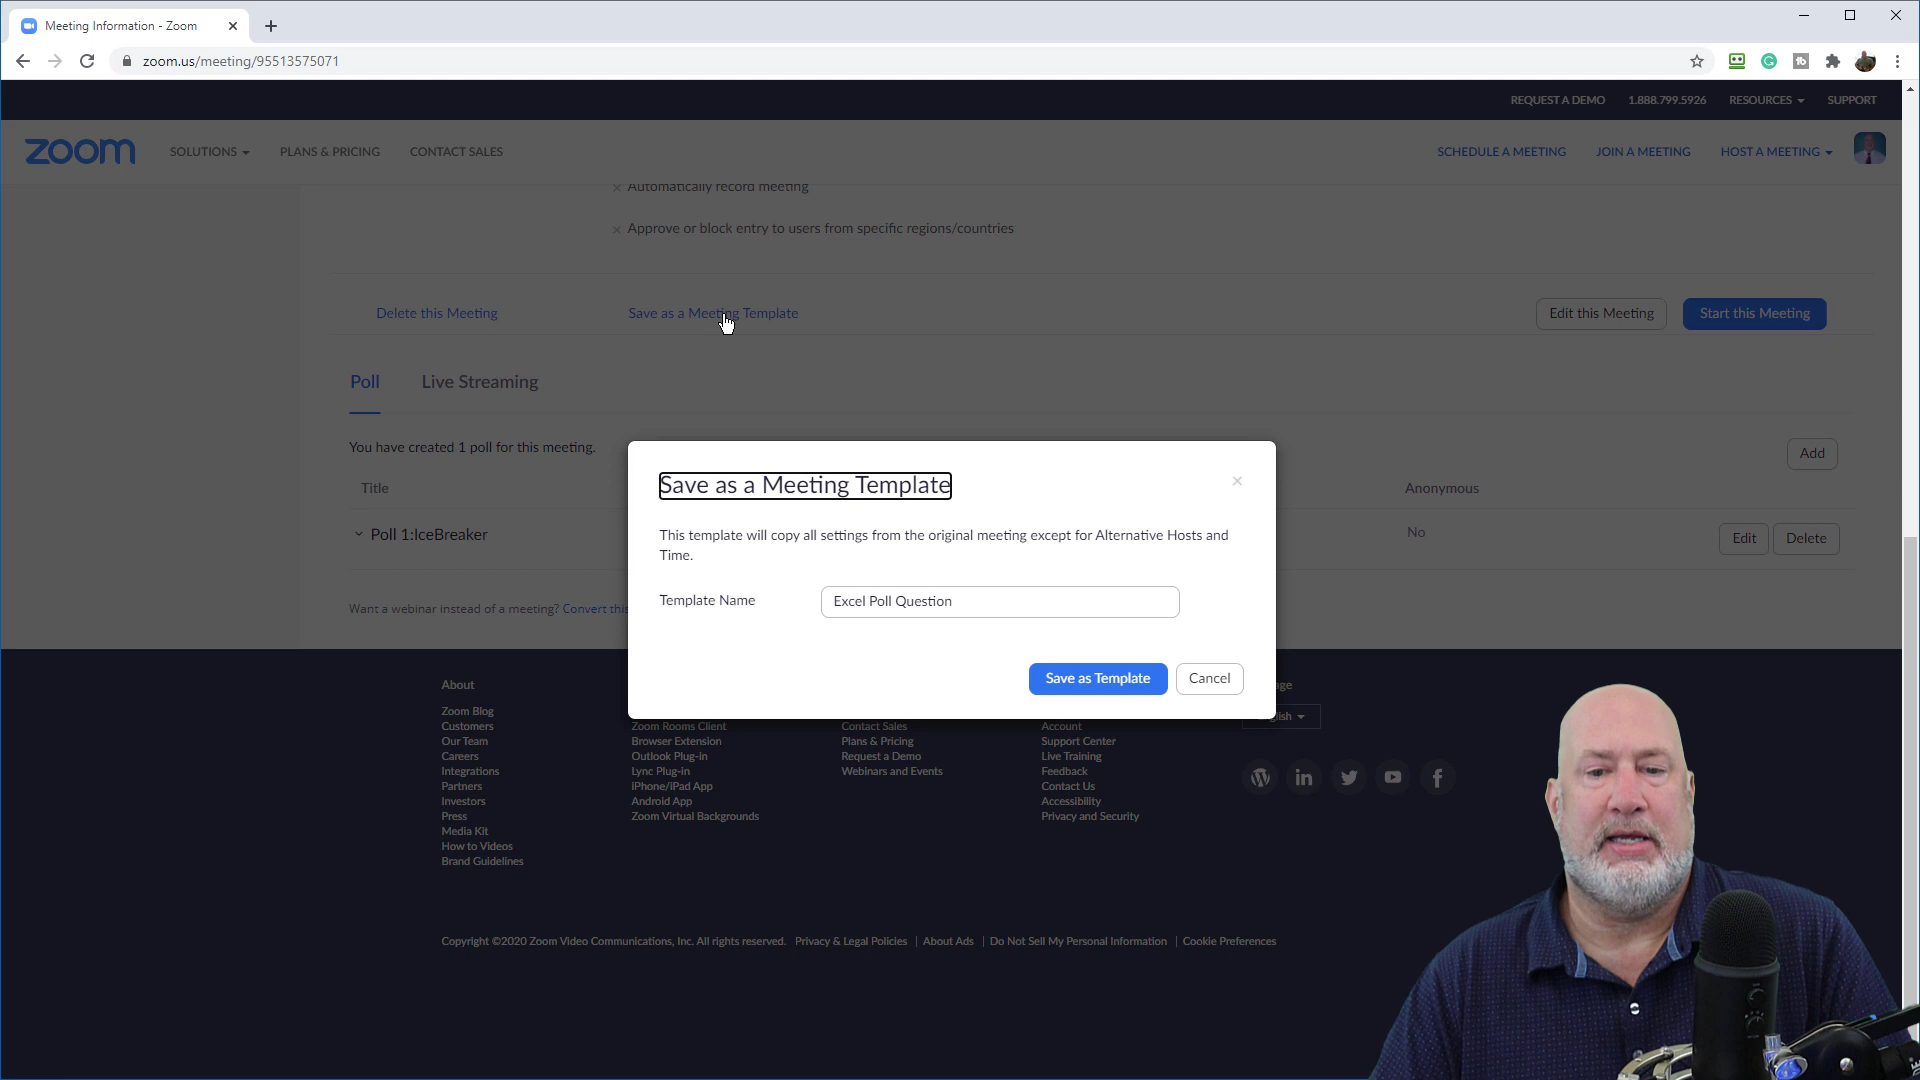 Meeting Information - Zoom
zoom.us/meeting/95513575071
REQUEST A DEMO 1.888.799.5926 RESOURCES SUPPORT
zoom SOLUTIONS PLANS & PRICING CONTACT SALES SCHEDULE A MEETING JOIN A MEETING HOST A MEETING
Automatically record meeting
Approve or block entry to users from specific regions/countries
Delete this Meeting Save as a Meeting Template Edit this Meeting Start this Meeting
Poll Live Streaming
You have created 1 poll for this meeting. Add
Title Anonymous
Poll 1:IceBreaker No Edit Delete
Want a webinar instead of a meeting? Convert this
Save as a Meeting Template
This template will copy all settings from the original meeting except for Alternative Hosts and
Time.
Template Name Excel Poll Question
Save as Template Cancel
About
Zoom Blog
Customers
Our Team
Careers
Integrations
Partners
Investors
Press
Media Kit
How to Videos
Brand Guidelines
Zoom Rooms Client
Browser Extension
Outlook Plug-in
Lync Plug-in
iPhone/iPad App
Android App
Zoom Virtual Backgrounds
Contact Sales
Plans & Pricing
Request a Demo
Webinars and Events
Account
Support Center
Live Training
Feedback
Contact Us
Accessibility
Privacy and Security
Copyright ©2020 Zoom Video Communications, Inc. All rights reserved. Privacy & Legal Policies | About Ads | Do Not Sell My Personal Information | Cookie Preferences